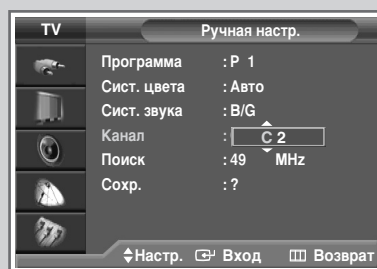 TV Ручная настр.
Программа : P 1
Сист. цвета : Авто
Сист. звука : B/G
Канал : C 2
Поиск : 49 MHz
Сохр. : ?
Настр. Вход Возврат